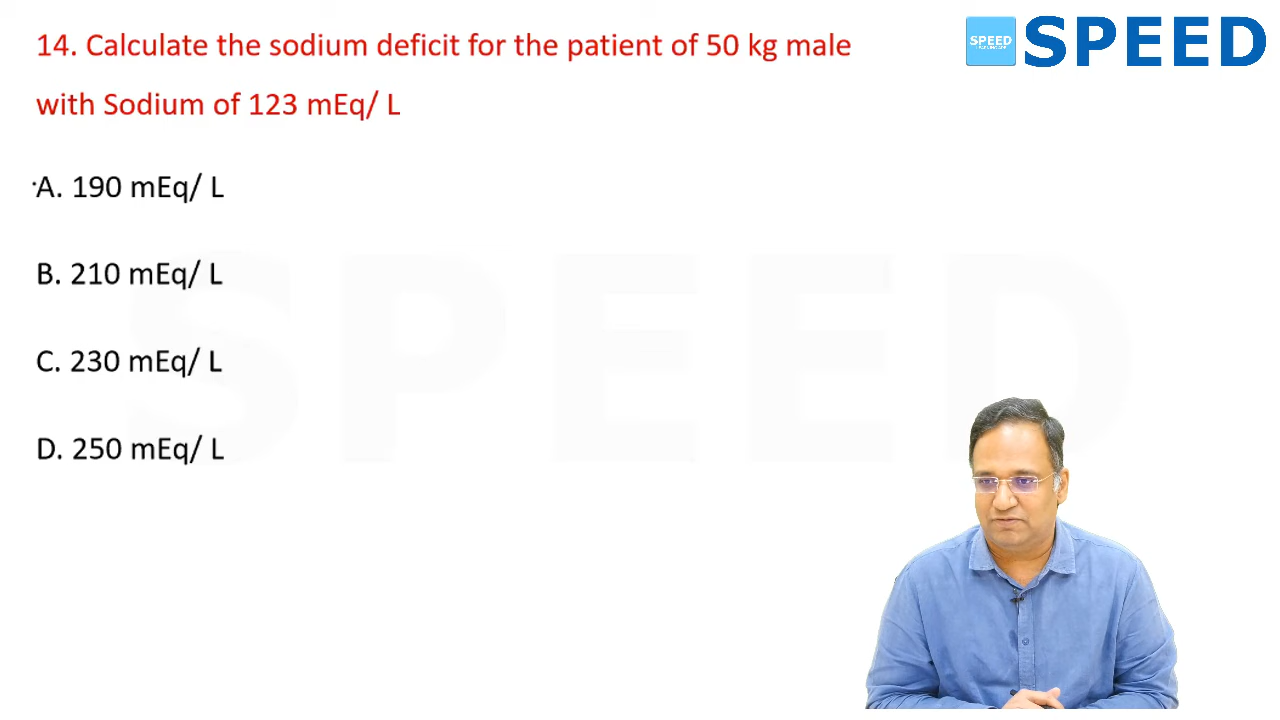 14. Calculate the sodium deficit for the patient of 50 kg male
with Sodium of 123 mEq/ L
A. 190 mEq/ L
B. 210 mEq/ L
C. 230 mEq/ L
D. 250 mEq/ L
SPEED
SPEED
SPEED